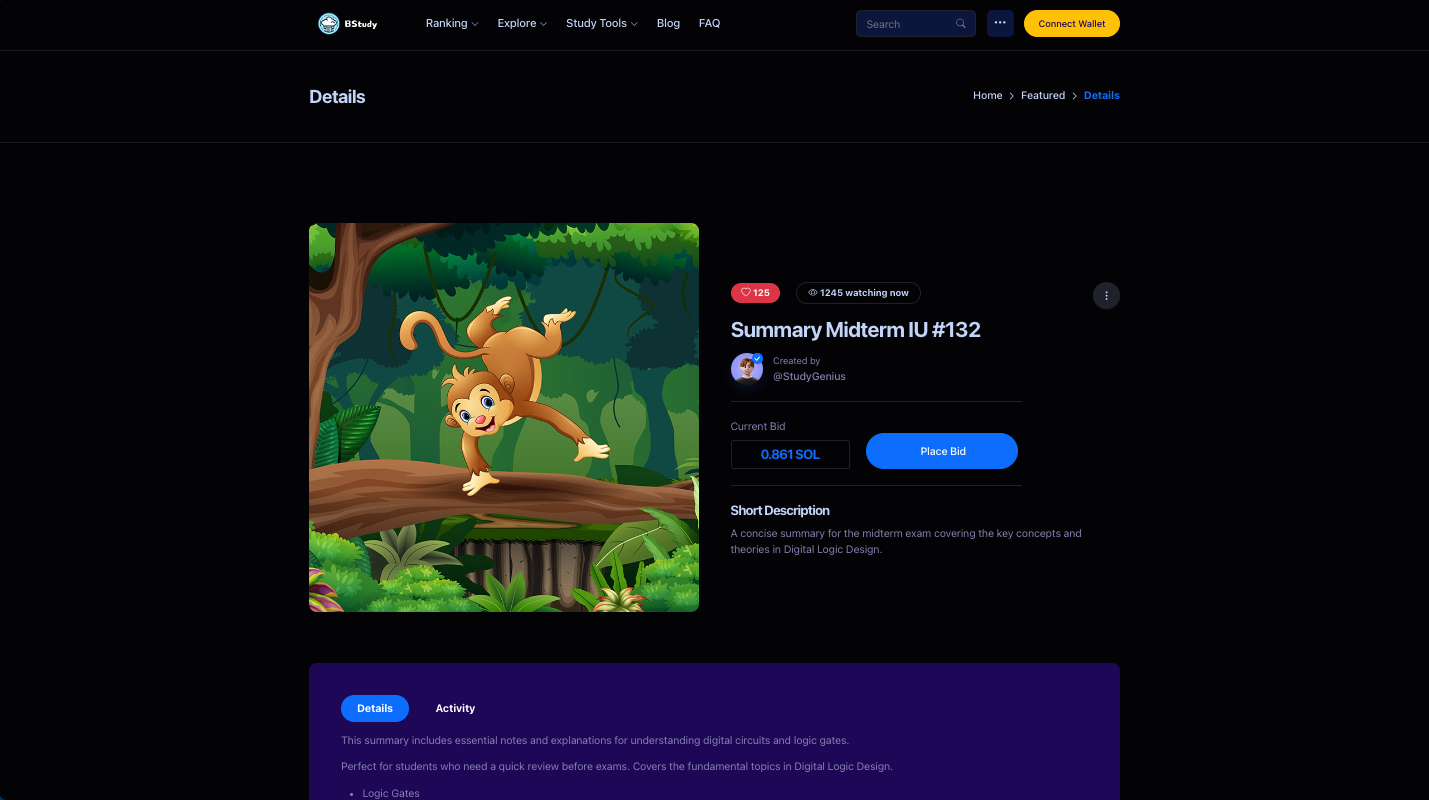 BStudy
Ranking
Explore
Study Tools
Blog
FAQ
Search
Connect Wallet
Details
Home
Featured
Details
125
1245 watching now
Summary Midterm IU #132
Created by
@StudyGenius
Current Bid
0.861 SOL
Place Bid
Short Description
A concise summary for the midterm exam covering the key concepts and
theories in Digital Logic Design.
Details
Activity
This summary includes essential notes and explanations for understanding digital circuits and logic gates.
Perfect for students who need a quick review before exams. Covers the fundamental topics in Digital Logic Design.
• Logic Gates